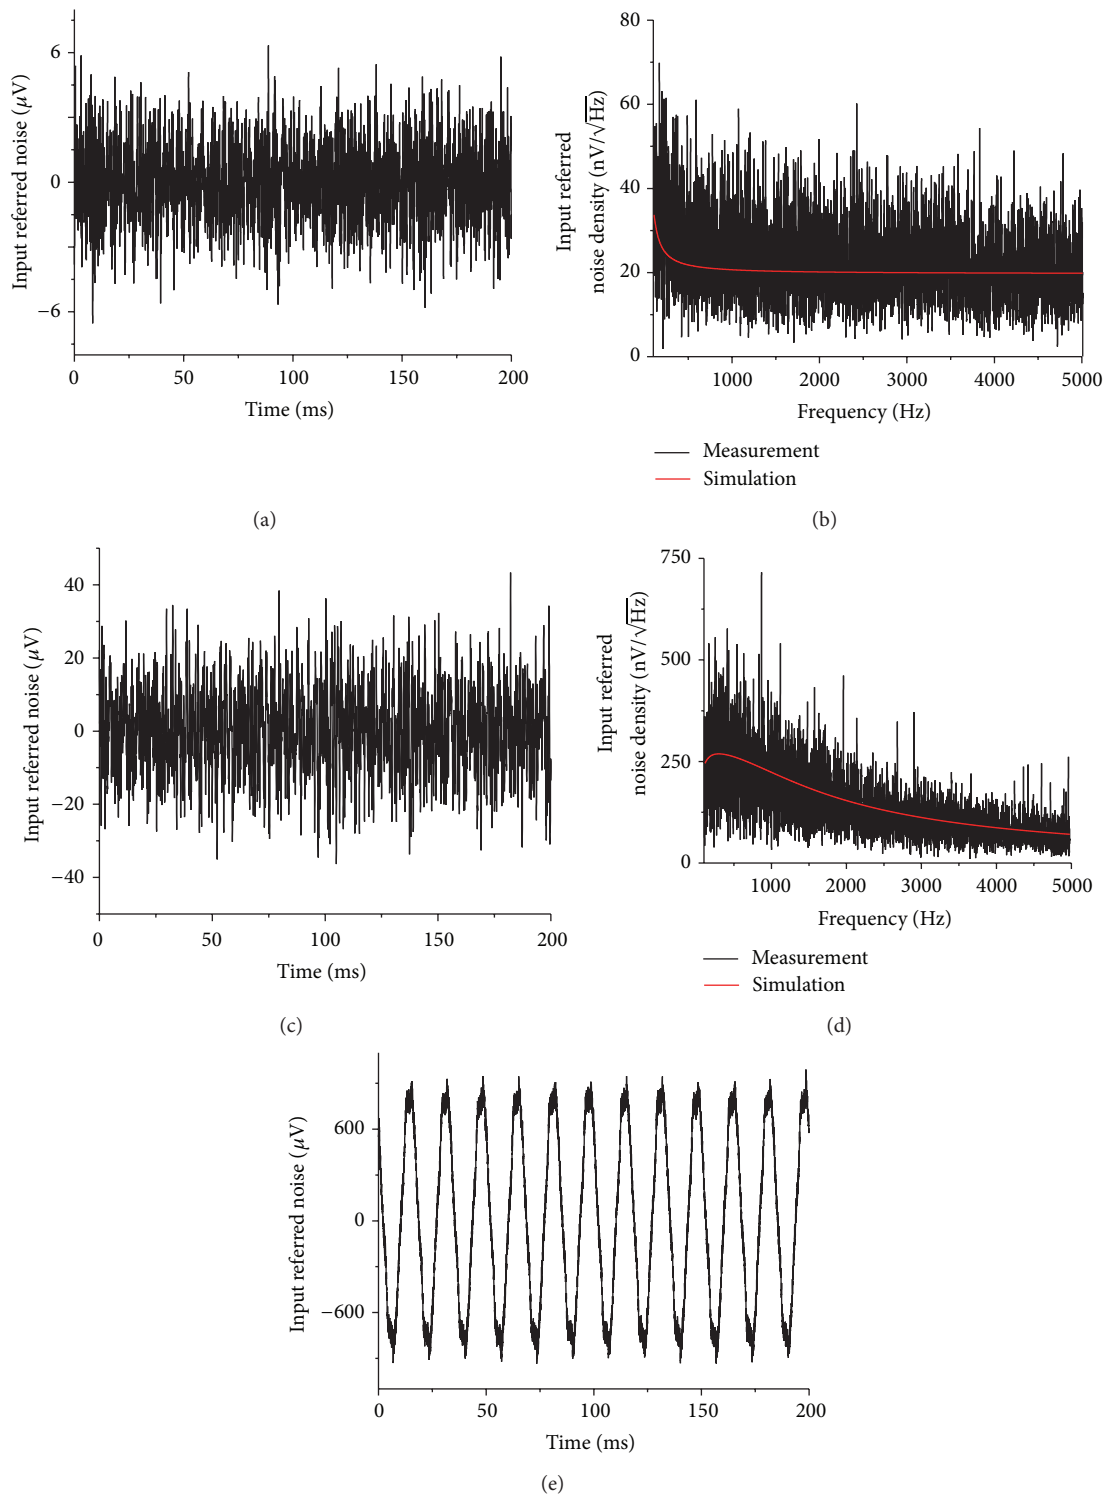 6
0
−6
Input referred noise (μV)
0
50
100
150
200
Time (ms)
(a)
80
60
40
20
0
Input referred
noise density (nV/√Hz)
1000
2000
3000
4000
5000
Frequency (Hz)
Measurement
Simulation
(b)
40
20
0
−20
−40
Input referred noise (μV)
0
50
100
150
200
Time (ms)
(c)
750
500
250
0
Input referred
noise density (nV/√Hz)
1000
2000
3000
4000
5000
Frequency (Hz)
Measurement
Simulation
(d)
600
0
−600
Input referred noise (μV)
0
50
100
150
200
Time (ms)
(e)